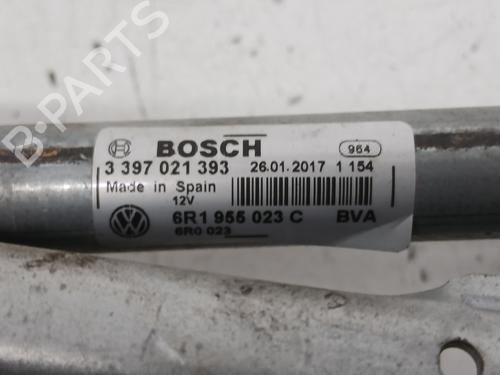 B-PARTS
BOSCH 964
3 397 021 393 26.01.2017 1 154
Made in Spain
12V
6R1 955 023 C BVA
6R0 023